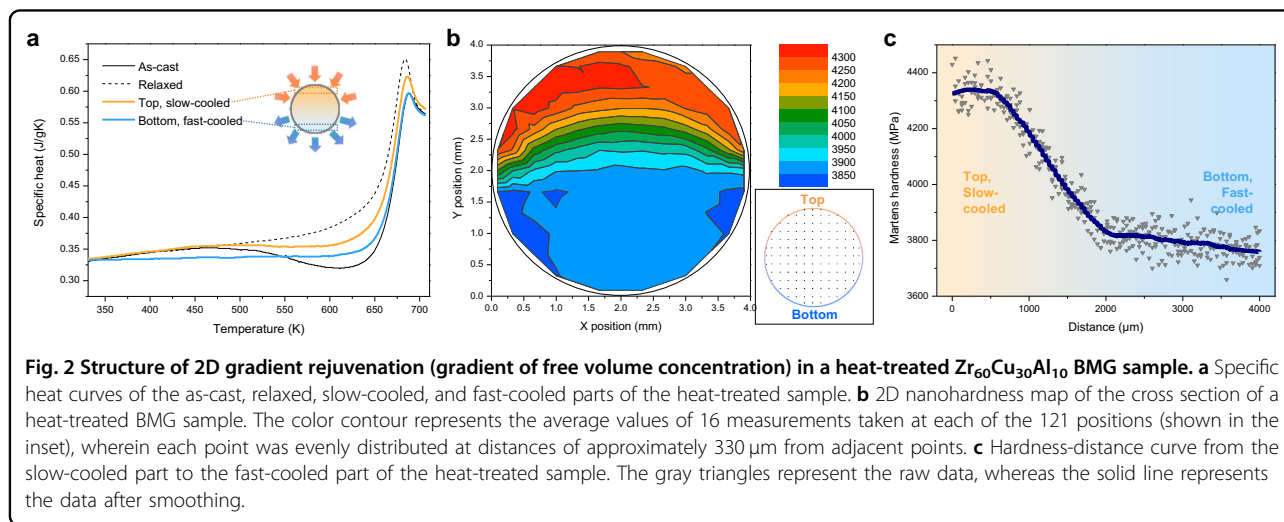 a
Specific heat (J/gK)
0.65
0.60
0.55
0.50
0.45
0.40
0.35
0.30
As-cast
Relaxed
Top, slow-cooled
Bottom, fast-cooled
350 400 450 500 550 600 650 700
Temperature (K)
b
Y position (mm)
4.0
3.5
3.0
2.5
2.0
1.5
1.0
0.5
0.0
0.0 0.5 1.0 1.5 2.0 2.5 3.0 3.5 4.0
X position (mm)
4300
4250
4200
4150
4100
4050
4000
3950
3900
3850
Top
Bottom
c
Martens hardness (MPa)
4400
4200
4000
3800
3600
Top,
Slow-
cooled
Bottom,
Fast-
cooled
0 1000 2000 3000 4000
Distance (µm)
Fig. 2 Structure of 2D gradient rejuvenation (gradient of free volume concentration) in a heat-treated Zr₆₀Cu₃₀Al₁₀ BMG sample. a Specific
heat curves of the as-cast, relaxed, slow-cooled, and fast-cooled parts of the heat-treated sample. b 2D nanohardness map of the cross section of a
heat-treated BMG sample. The color contour represents the average values of 16 measurements taken at each of the 121 positions (shown in the
inset), wherein each point was evenly distributed at distances of approximately 330 µm from adjacent points. c Hardness-distance curve from the
slow-cooled part to the fast-cooled part of the heat-treated sample. The gray triangles represent the raw data, whereas the solid line represents
the data after smoothing.